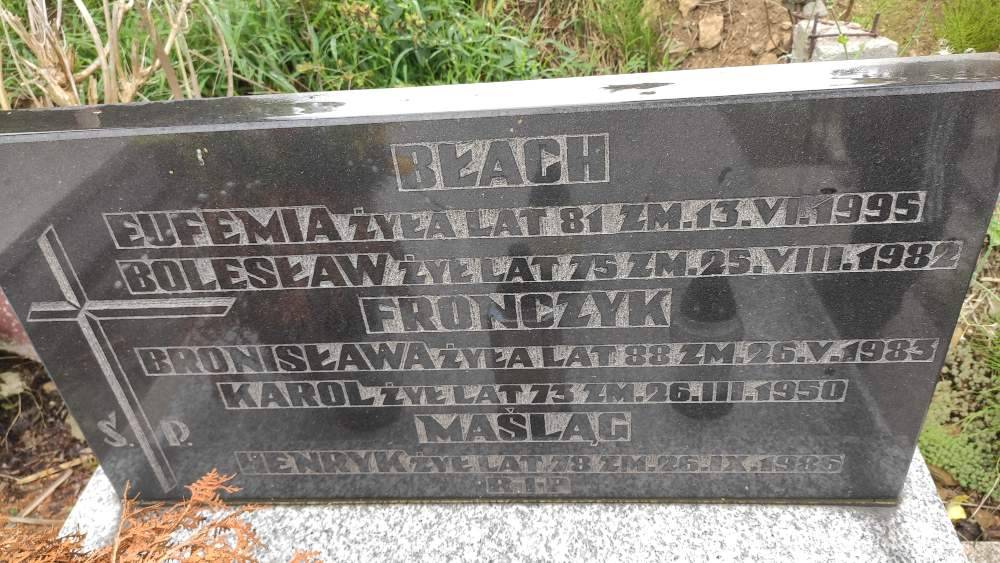 BŁACH
EUFEMIA ŻYŁA LAT 81 ZM. 13.VI.1995
BOLESŁAW ŻYŁ LAT 75 ZM. 25.VIII.1982
FRONCZYK
BRONISŁAWA ŻYŁA LAT 88 ZM. 26.V.1983
KAROL ŻYŁ LAT 73 ZM. 26.III.1950
MAŚLĄG
Ś.P.
HENRYK ŻYŁ LAT 78 ZM. 26.IX.1986
R.I.P